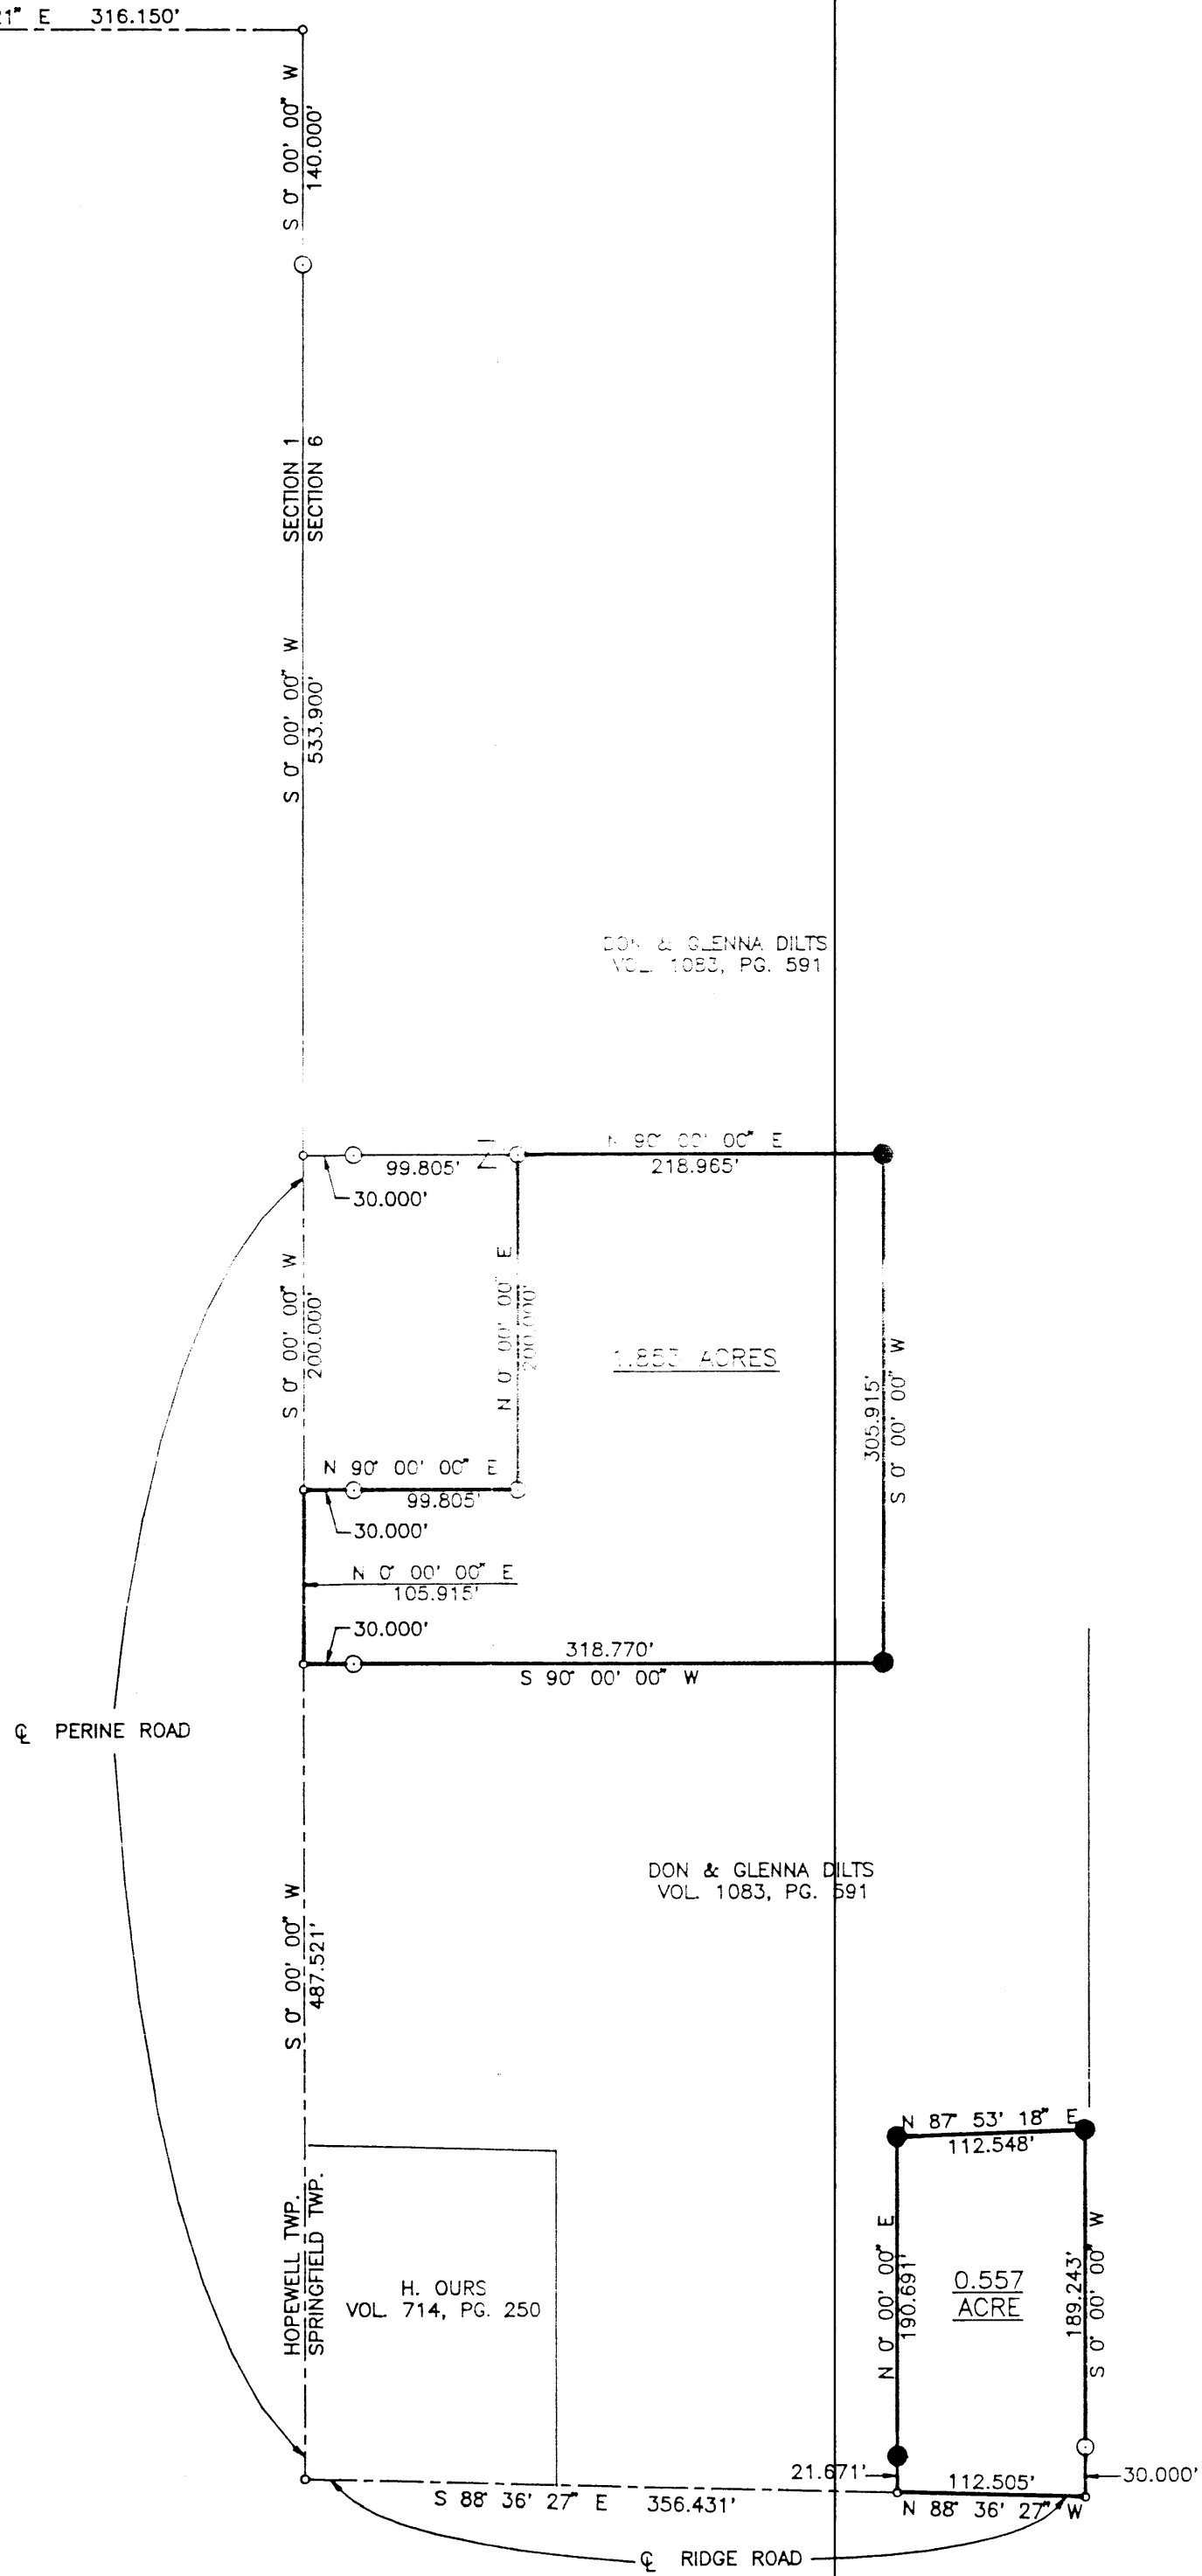 21" E 316.150'
S 0° 00' 00" W
140.000'
SECTION 1
SECTION 6
S 0° 00' 00" W
533.900'
DON & GLENNA DILTS
VOL. 1083, PG. 591
99.805'
30.000'
N 90° 00' 00" E
218.965'
S 0° 00' 00" W
200.000'
N 0° 00' 00" E
200.000'
1.853 ACRES
305.915'
S 0° 00' 00" W
N 90° 00' 00" E
99.805'
30.000'
N 0° 00' 00" E
105.915'
30.000'
318.770'
S 90° 00' 00" W
℄ PERINE ROAD
DON & GLENNA DILTS
VOL. 1083, PG. 591
S 0° 00' 00" W
487.521'
HOPEWELL TWP.
SPRINGFIELD TWP.
H. OURS
VOL. 714, PG. 250
N 87° 53' 18" E
112.548'
N 0° 00' 00" E
190.691'
0.557
ACRE
189.243'
S 0° 00' 00" W
21.671'
112.505'
30.000'
N 88° 36' 27" W
S 88° 36' 27" E 356.431'
℄ RIDGE ROAD